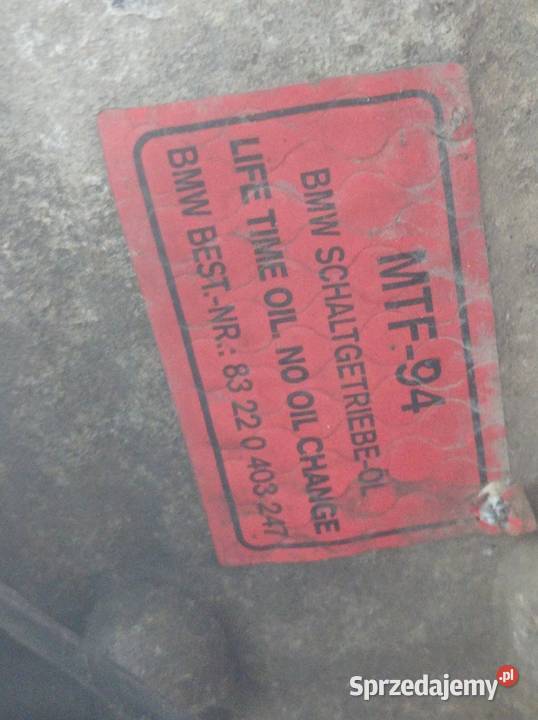 MTF-94
BMW SCHALTGETRIEBE-ÖL
LIFE TIME OIL. NO OIL CHANGE
BMW BEST.-NR.: 83 22 0 403 247
Sprzedajemy.pl